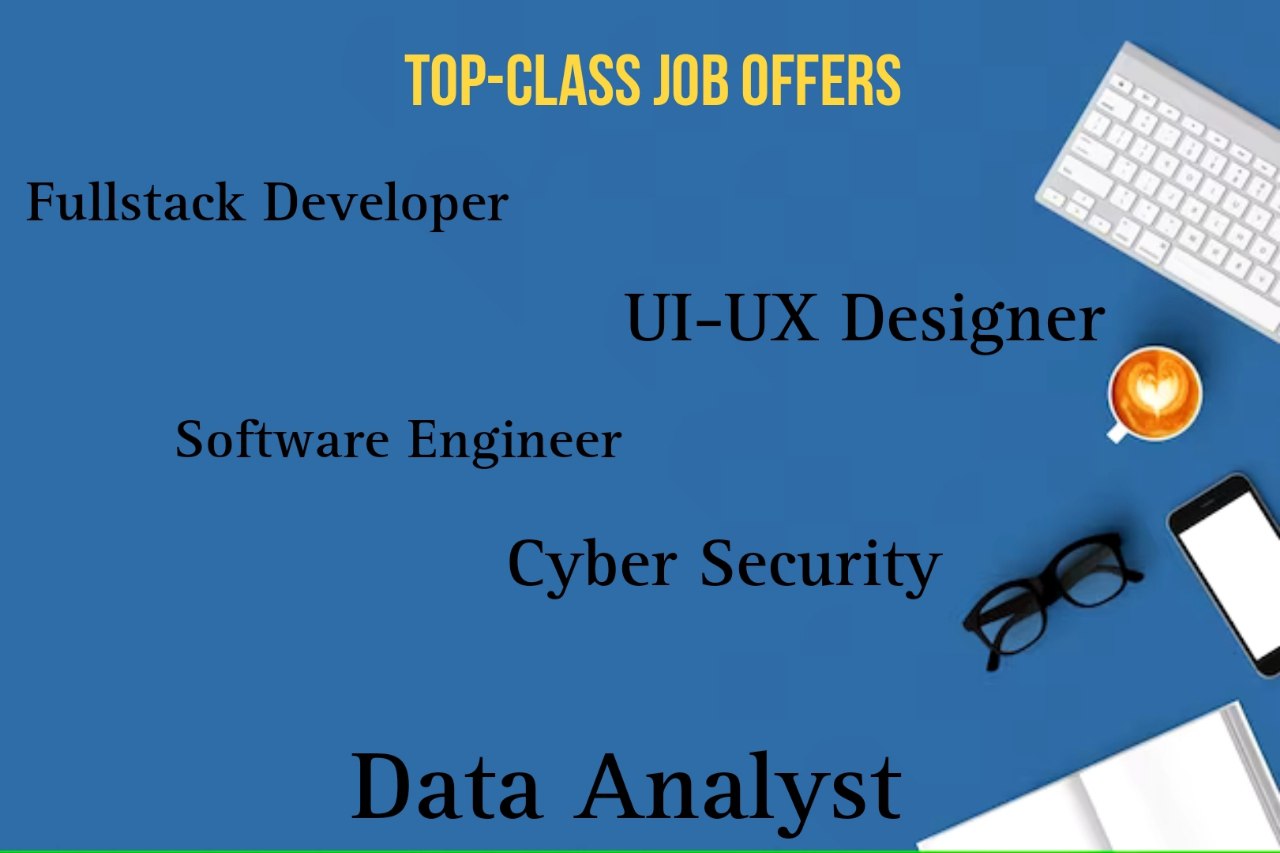 TOP-CLASS JOB OFFERS
Fullstack Developer
UI-UX Designer
Software Engineer
Cyber Security
Data Analyst